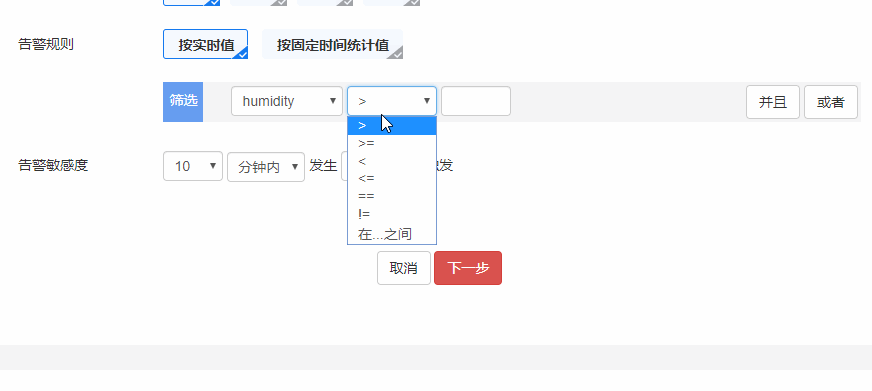 告警规则
按实时值 按固定时间统计值
筛选 humidity > 并且 或者
>
>=
<
<=
==
!=
在...之间
告警敏感度 10 分钟内 发生
取消 下一步